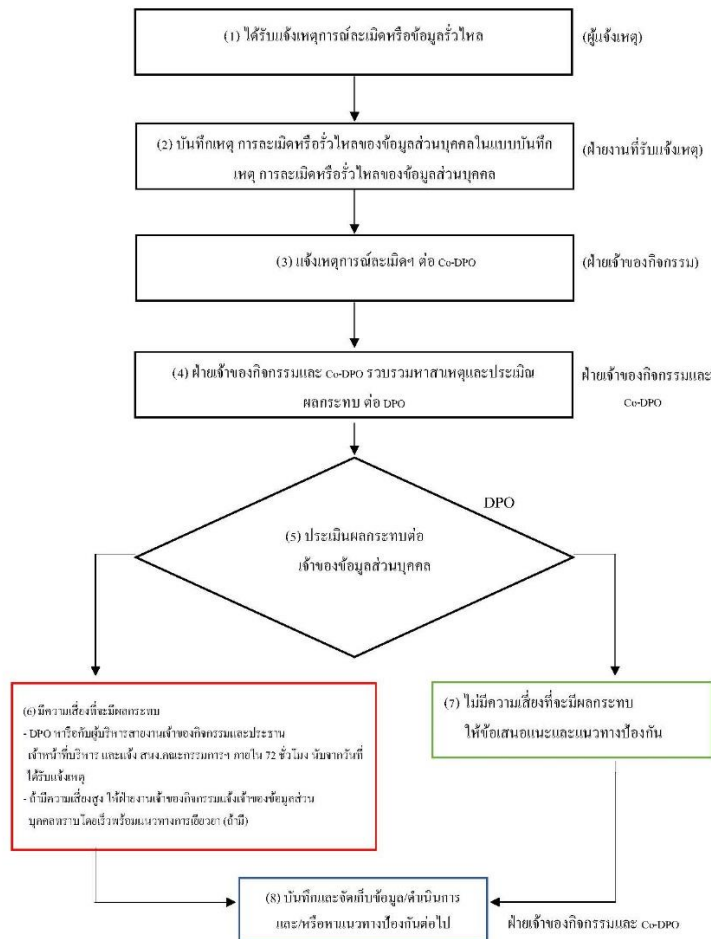 (1) ได้รับแจ้งเหตุการณ์ละเมิดหรือข้อมูลรั่วไหล
(ผู้แจ้งเหตุ)
(2) บันทึกเหตุ การละเมิดหรือรั่วไหลของข้อมูลส่วนบุคคลในแบบบันทึก
เหตุ การละเมิดหรือรั่วไหลของข้อมูลส่วนบุคคล
(ฝ่ายงานที่รับแจ้งเหตุ)
(3) แจ้งเหตุการณ์ละเมิดฯ ต่อ Co-DPO
(ฝ่ายเจ้าของกิจกรรม)
(4) ฝ่ายเจ้าของกิจกรรมและ Co-DPO รวบรวมหาสาเหตุและประเมิณ
ผลกระทบ ต่อ DPO
ฝ่ายเจ้าของกิจกรรมและ
Co-DPO
DPO
(5) ประเมินผลกระทบต่อ
เจ้าของข้อมูลส่วนบุคคล
(6) มีความเสี่ยงที่จะมีผลกระทบ
- DPO หารือกับผู้บริหารสายงานเจ้าของกิจกรรมและประธาน
เจ้าหน้าที่บริหาร และแจ้ง สนง.คณะกรรมการฯ ภายใน 72 ชั่วโมง นับจากวันที่
ได้รับแจ้งเหตุ
- ถ้ามีความเสี่ยงสูง ให้ฝ่ายงานเจ้าของกิจกรรมแจ้งเจ้าของข้อมูลส่วน
บุคคลทราบโดยเร็วพร้อมแนวทางการเยียวยา (ถ้ามี)
(7) ไม่มีความเสี่ยงที่จะมีผลกระทบ
ให้ข้อเสนอแนะและแนวทางป้องกัน
(8) บันทึกและจัดเก็บข้อมูล/ดำเนินการ
และ/หรือหาแนวทางป้องกันต่อไป
ฝ่ายเจ้าของกิจกรรมและ Co-DPO